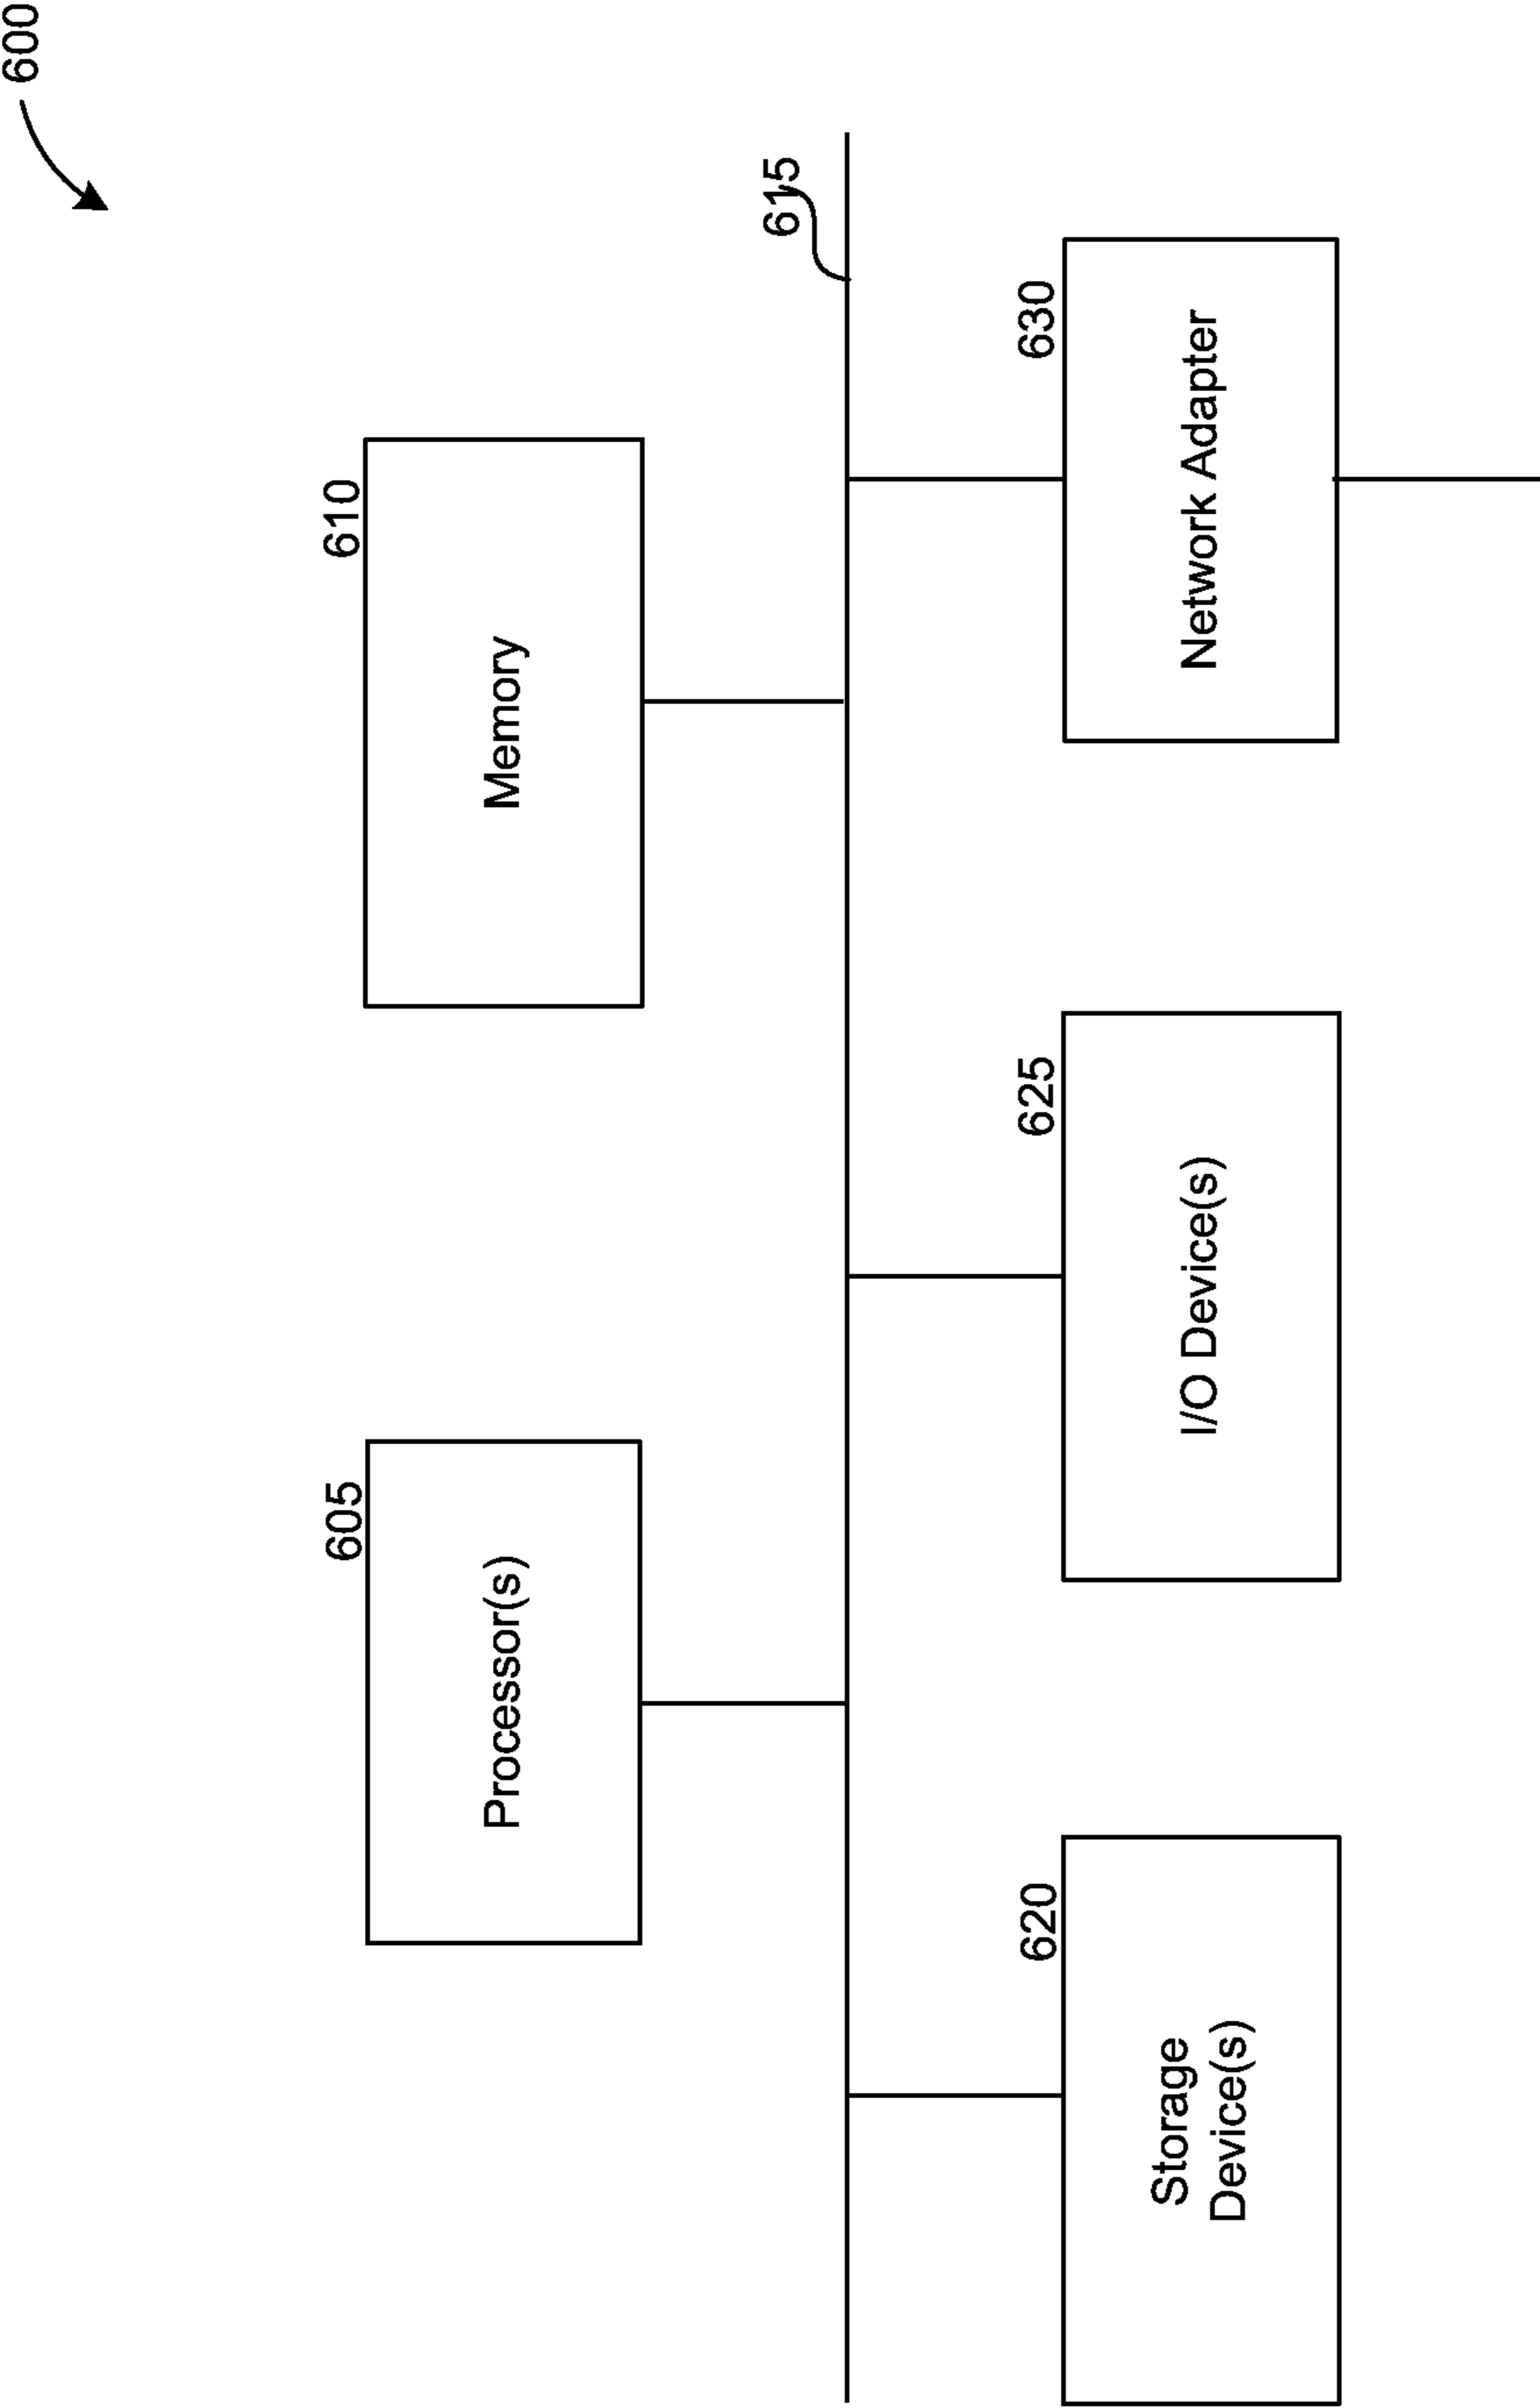 600
605
Processor(s)
610
Memory
615
620
Storage
Device(s)
625
I/O Device(s)
630
Network Adapter